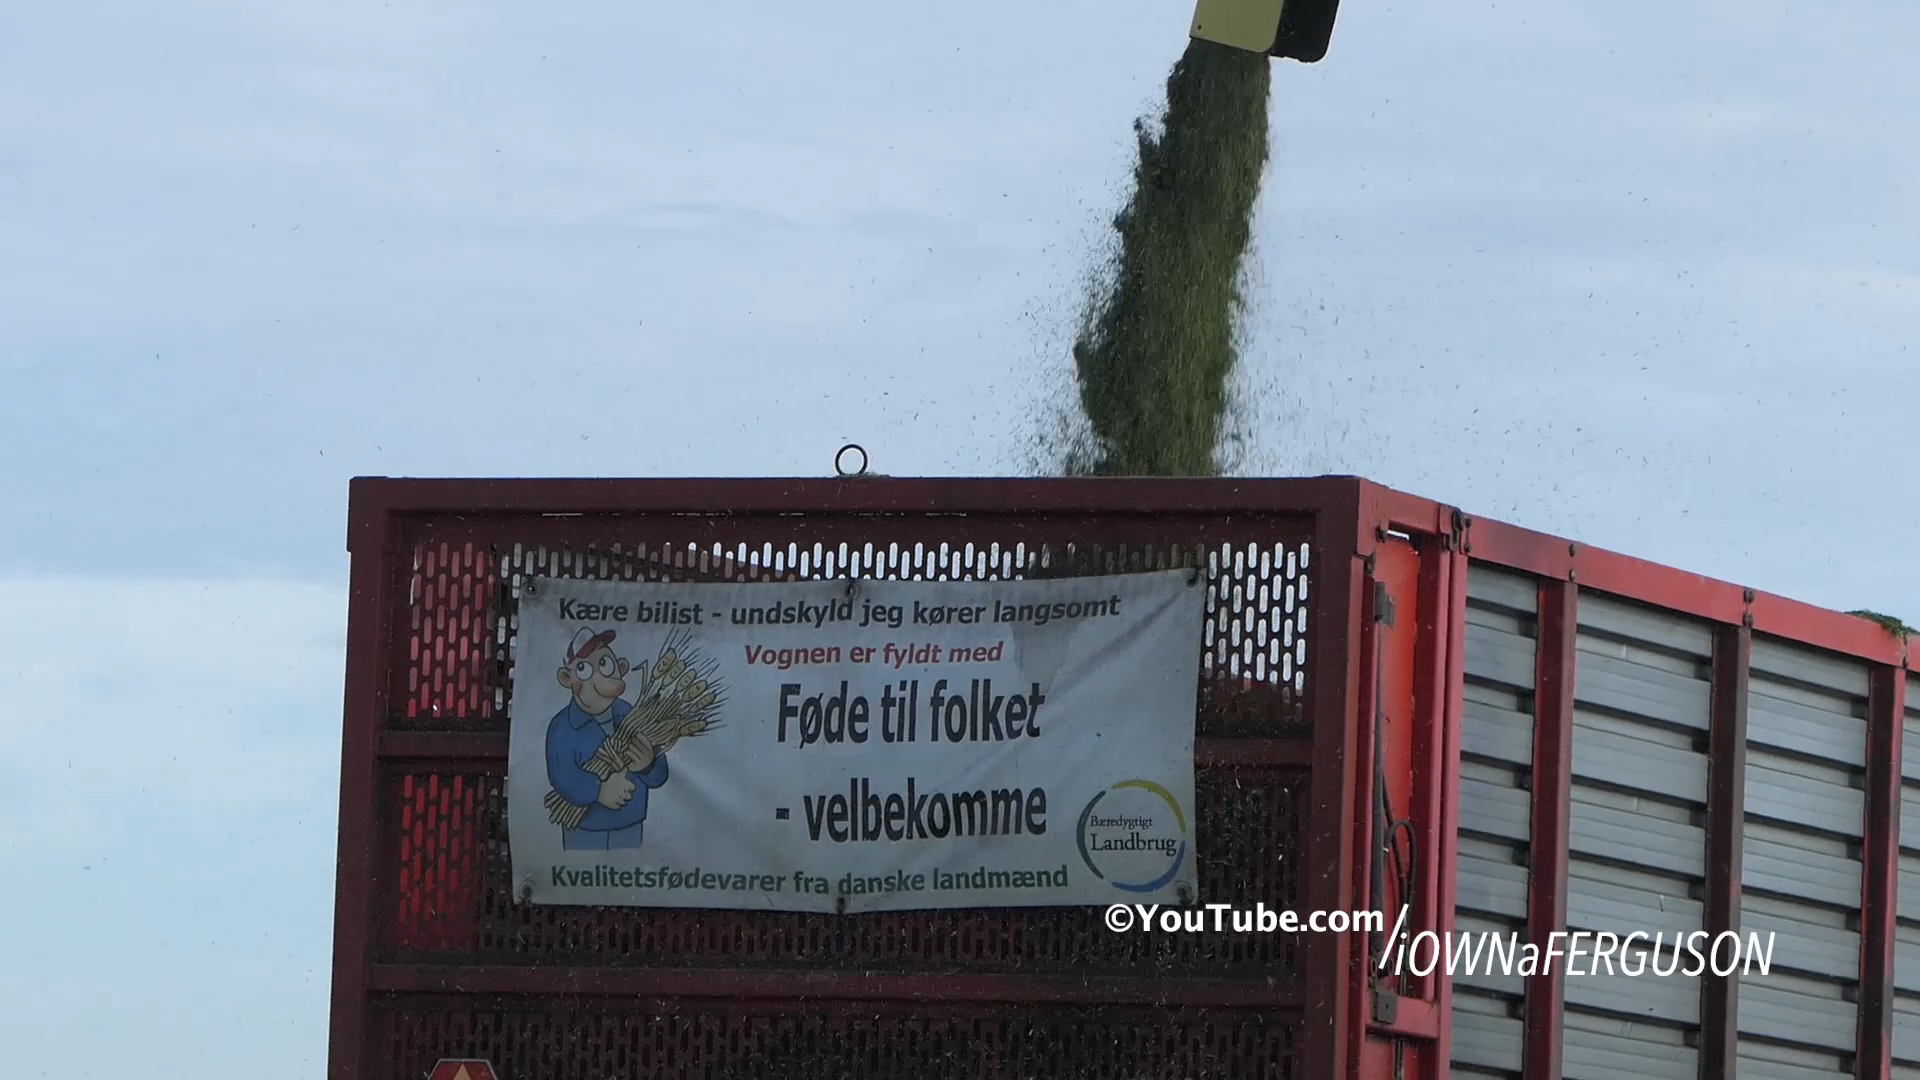 Kære bilist - undskyld jeg kører langsomt
Vognen er fyldt med
Føde til folket
- velbekomme
Bæredygtigt
Landbrug
Kvalitetsfødevarer fra danske landmænd
©YouTube.com/
iOWNaFERGUSON